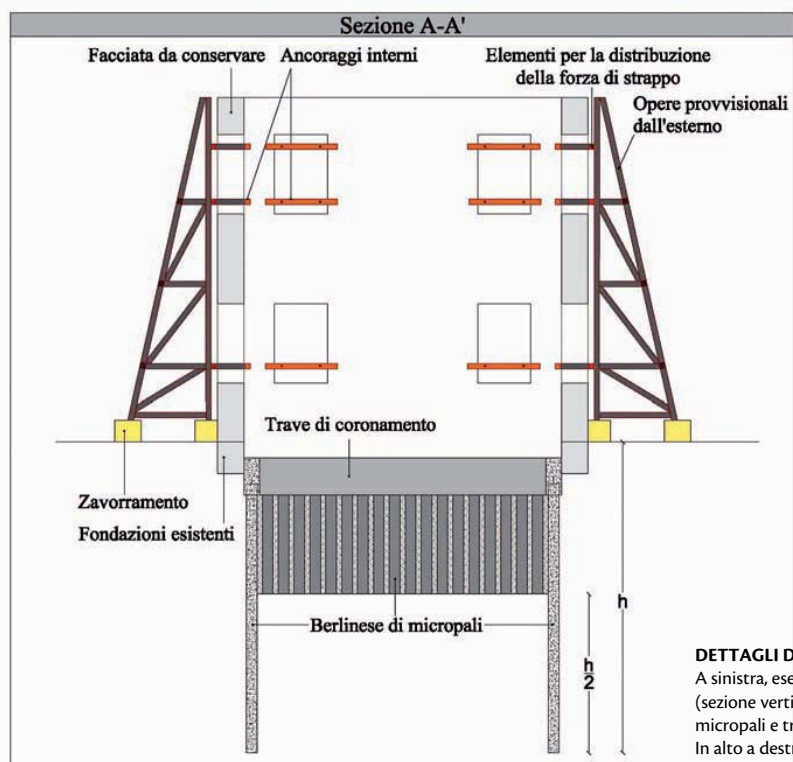 Sezione A-A'
Facciata da conservare
Ancoraggi interni
Elementi per la distribuzione
della forza di strappo
Opere provvisionali
dall'esterno
Trave di coronamento
Zavorramento
Fondazioni esistenti
Berlinese di micropali
h
h
2
DETTAGLI D
A sinistra, ese
(sezione verti
micropali e tr
In alto a destr